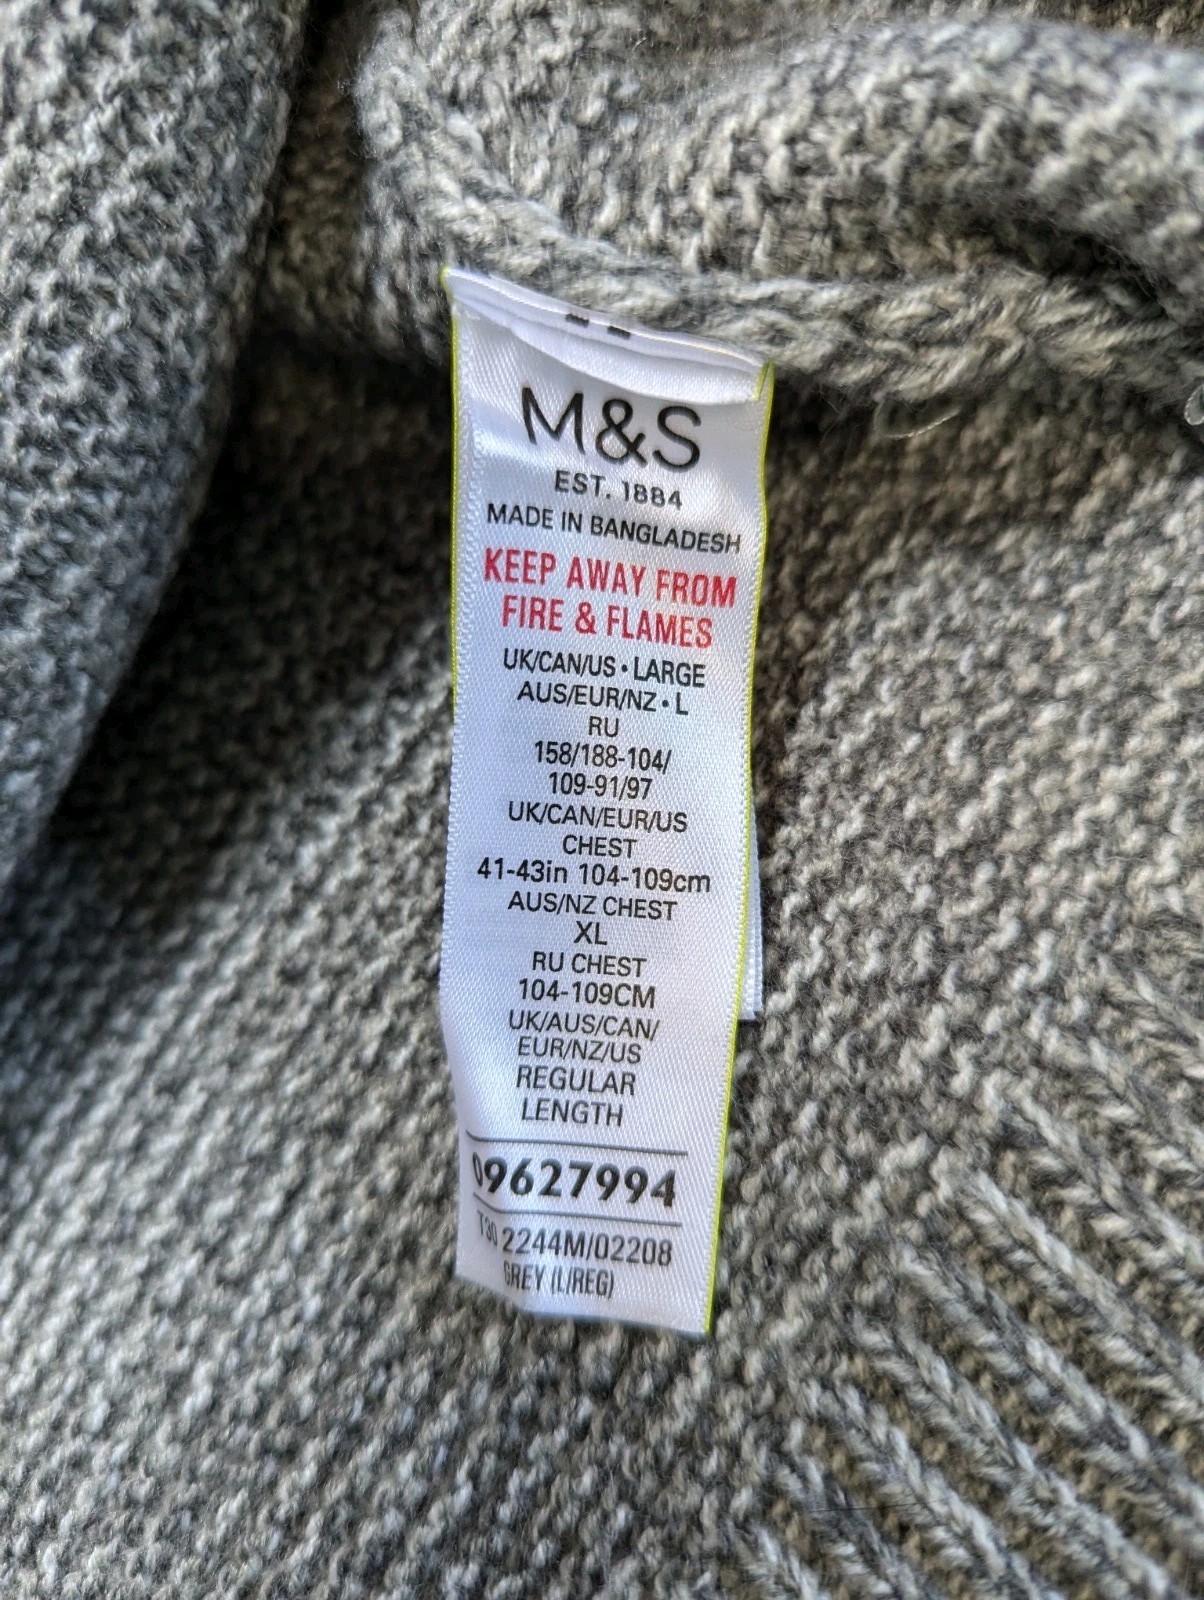 M&S
EST. 1884
MADE IN BANGLADESH
KEEP AWAY FROM
FIRE & FLAMES
UK/CAN/US • LARGE
AUS/EUR/NZ • L
RU
158/188-104/
109-91/97
UK/CAN/EUR/US
CHEST
41-43in 104-109cm
AUS/NZ CHEST
XL
RU CHEST
104-109CM
UK/AUS/CAN/
EUR/NZ/US
REGULAR
LENGTH
09627994
T30 2244M/02208
GREY (L/REG)